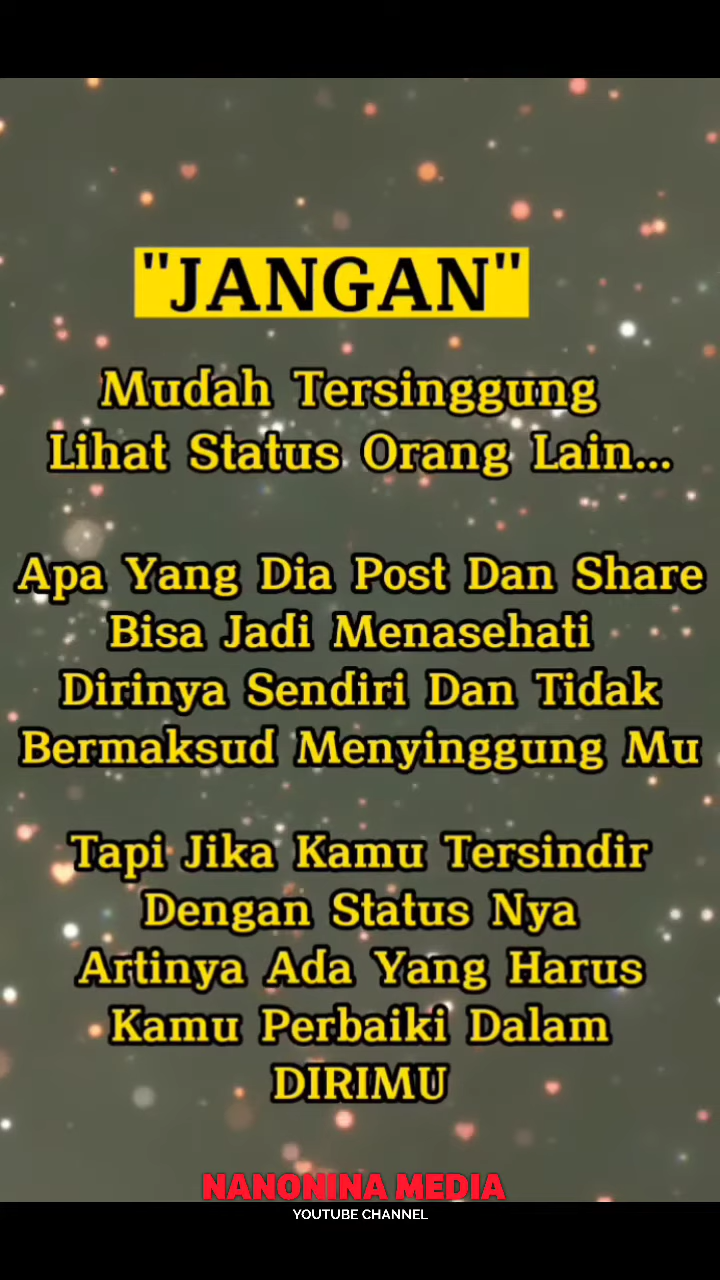 "JANGAN"
Mudah Tersinggung
Lihat Status Orang Lain...
Apa Yang Dia Post Dan Share
Bisa Jadi Menasehati
Dirinya Sendiri Dan Tidak
Bermaksud Menyinggung Mu
Tapi Jika Kamu Tersindir
Dengan Status Nya
Artinya Ada Yang Harus
Kamu Perbaiki Dalam
DIRIMU
NANONINA MEDIA
YOUTUBE CHANNEL